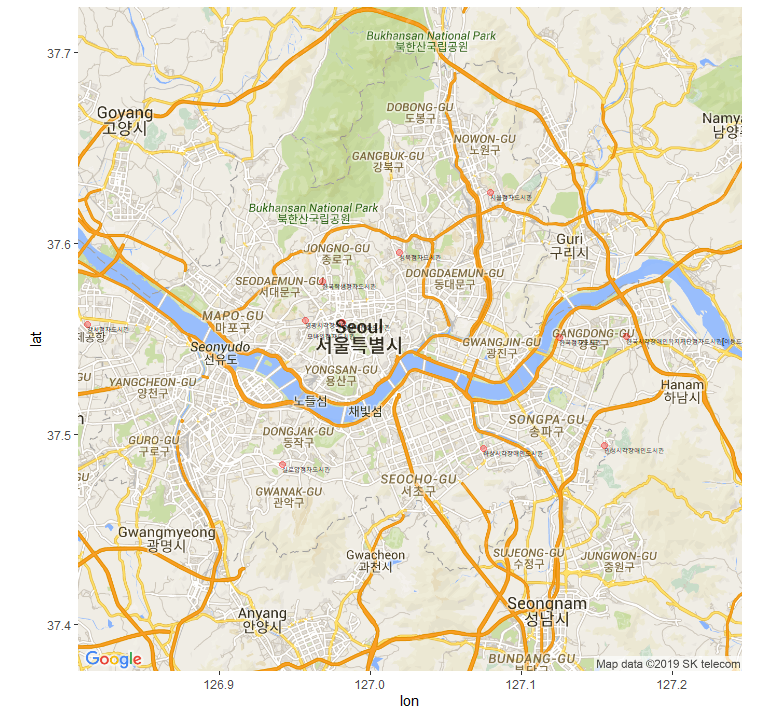 Bukhansan National Park
북한산국립공원
37.7
Goyang
고양시
DOBONG-GU
도봉구
Namy
남양
NOWON-GU
노원구
GANGBUK-GU
강북구
Bukhansan National Park
북한산국립공원
37.6
JONGNO-GU
종로구
Guri
구리시
SEODAEMUN-GU
서대문구
DONGDAEMUN-GU
동대문구
MAPO-GU
마포구
Seoul
서울특별시
lat
GANGDONG-GU
강동구
제공항
Seonyudo
선유도
GWANGJIN-GU
광진구
YONGSAN-GU
용산구
YANGCHEON-GU
양천구
Hanam
하남시
노들섬
채빛섬
SONGPA-GU
송파구
37.5
DONGJAK-GU
동작구
GURO-GU
구로구
SEOCHO-GU
서초구
GWANAK-GU
관악구
Gwangmyeong
광명시
Gwacheon
과천시
SUJEONG-GU
수정구
JUNGWON-GU
중원구
37.4
Anyang
안양시
Seongnam
성남시
BUNDANG-GU
Google
Map data ©2019 SK telecom
126.9
127.0
127.1
127.2
lon